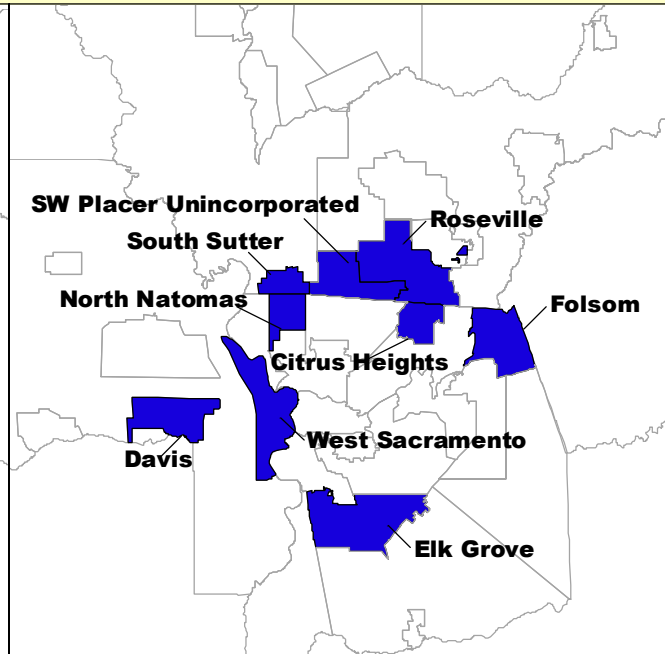 SW Placer Unincorporated
Roseville
South Sutter
North Natomas
Folsom
Citrus Heights
West Sacramento
Davis
Elk Grove